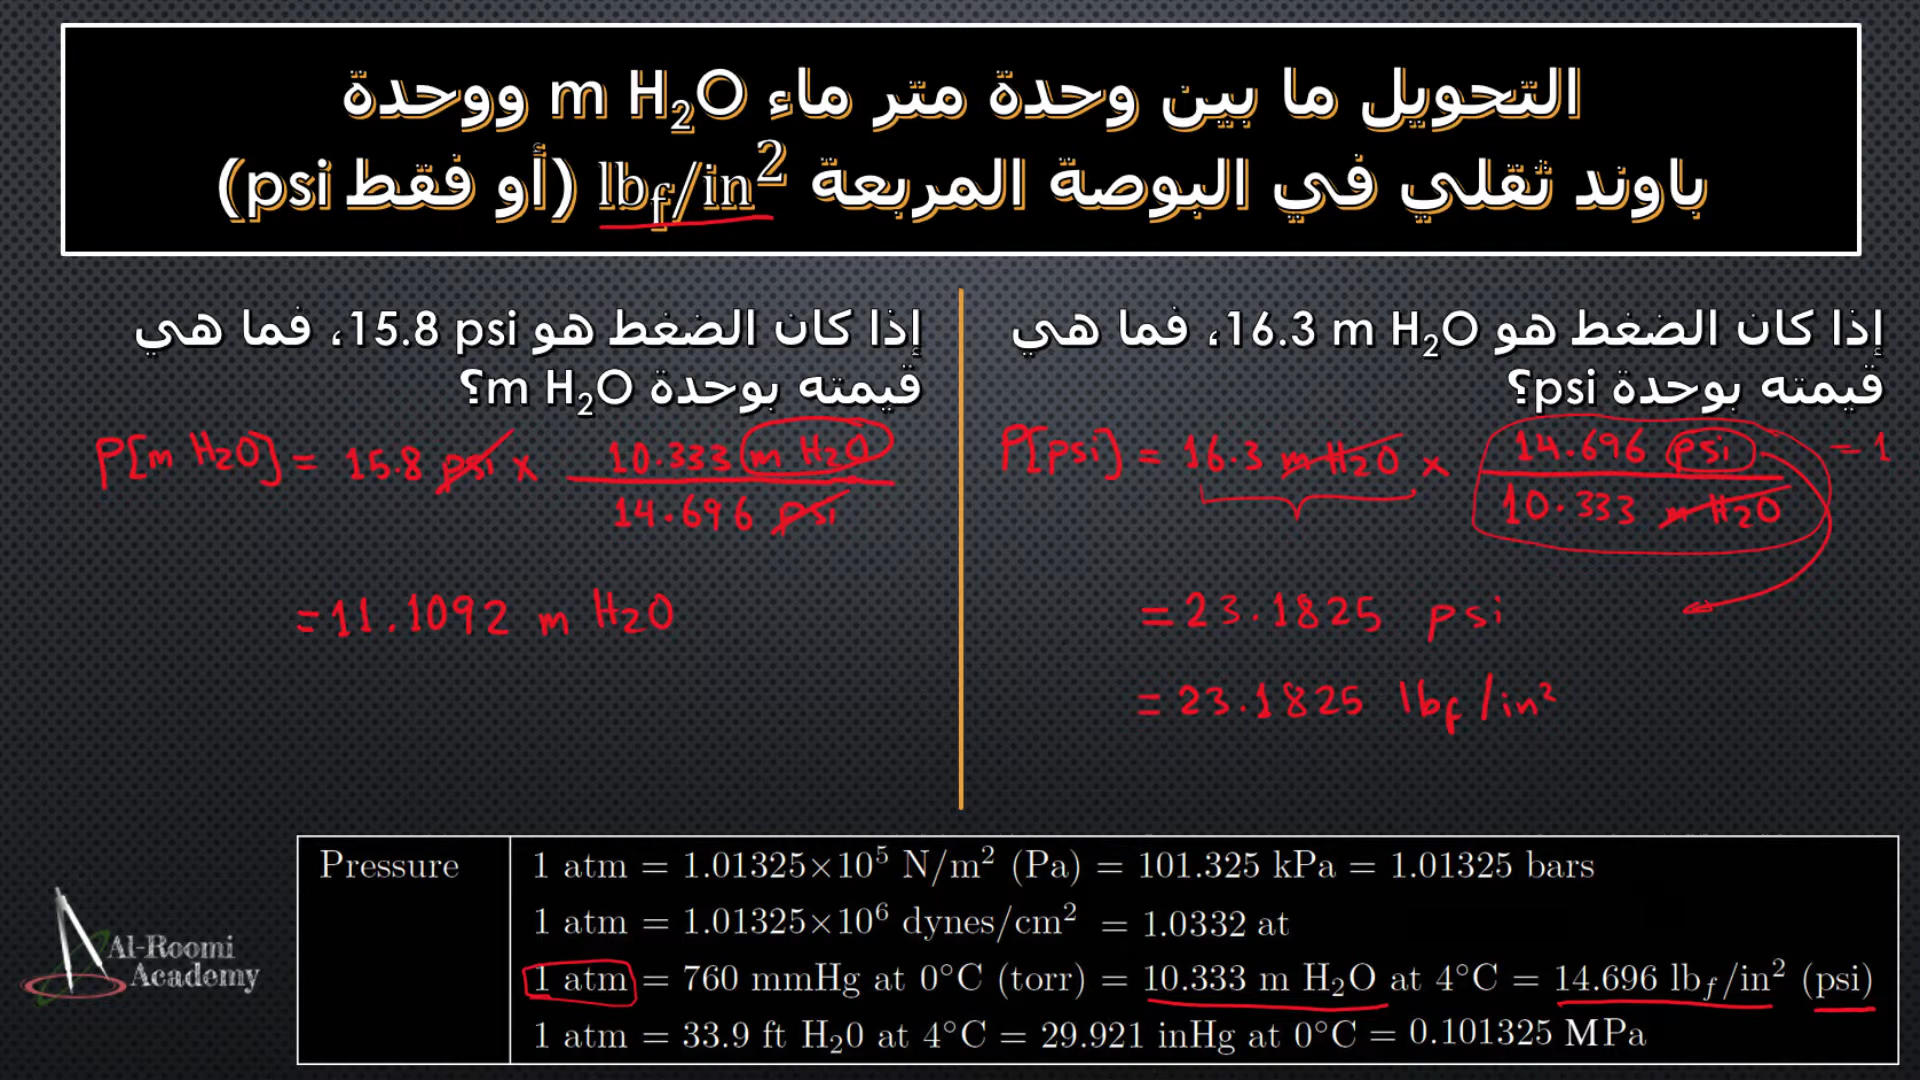 التحويل ما بين وحدة متر ماء m H₂O ووحدة
باوند ثقلي في البوصة المربعة lb_f/in² (أو فقط psi)
إذا كان الضغط هو 16.3 m H₂O، فما هي
قيمته بوحدة psi؟
P[psi] = 16.3 m H₂O × 14.696 psi = 1
10.333 m H₂O
= 23.1825 psi
= 23.1825 lb_f/in²
إذا كان الضغط هو 15.8 psi، فما هي
قيمته بوحدة m H₂O؟
P[m H₂O] = 15.8 psi × 10.333 m H₂O
14.696 psi
= 11.1092 m H₂O
Pressure
1 atm = 1.01325×10⁵ N/m² (Pa) = 101.325 kPa = 1.01325 bars
1 atm = 1.01325×10⁶ dynes/cm² = 1.0332 at
1 atm = 760 mmHg at 0°C (torr) = 10.333 m H₂O at 4°C = 14.696 lb_f/in² (psi)
1 atm = 33.9 ft H₂0 at 4°C = 29.921 inHg at 0°C = 0.101325 MPa
Al-Roomi
Academy